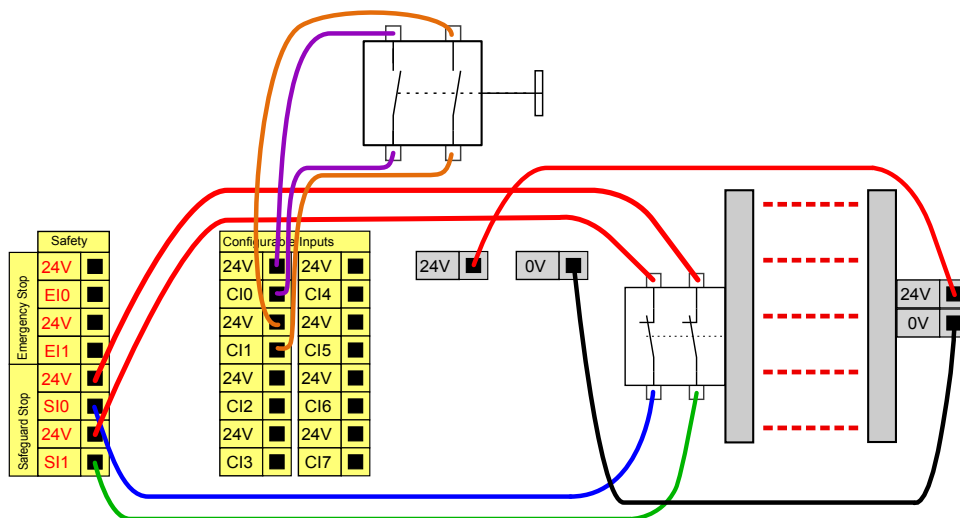 Safety
Emergency Stop
24V
EI0
24V
EI1
Safeguard Stop
24V
SI0
24V
SI1
Configurable Inputs
24V 24V
CI0 CI4
24V 24V
CI1 CI5
24V 24V
CI2 CI6
24V 24V
CI3 CI7
24V 0V
24V
0V